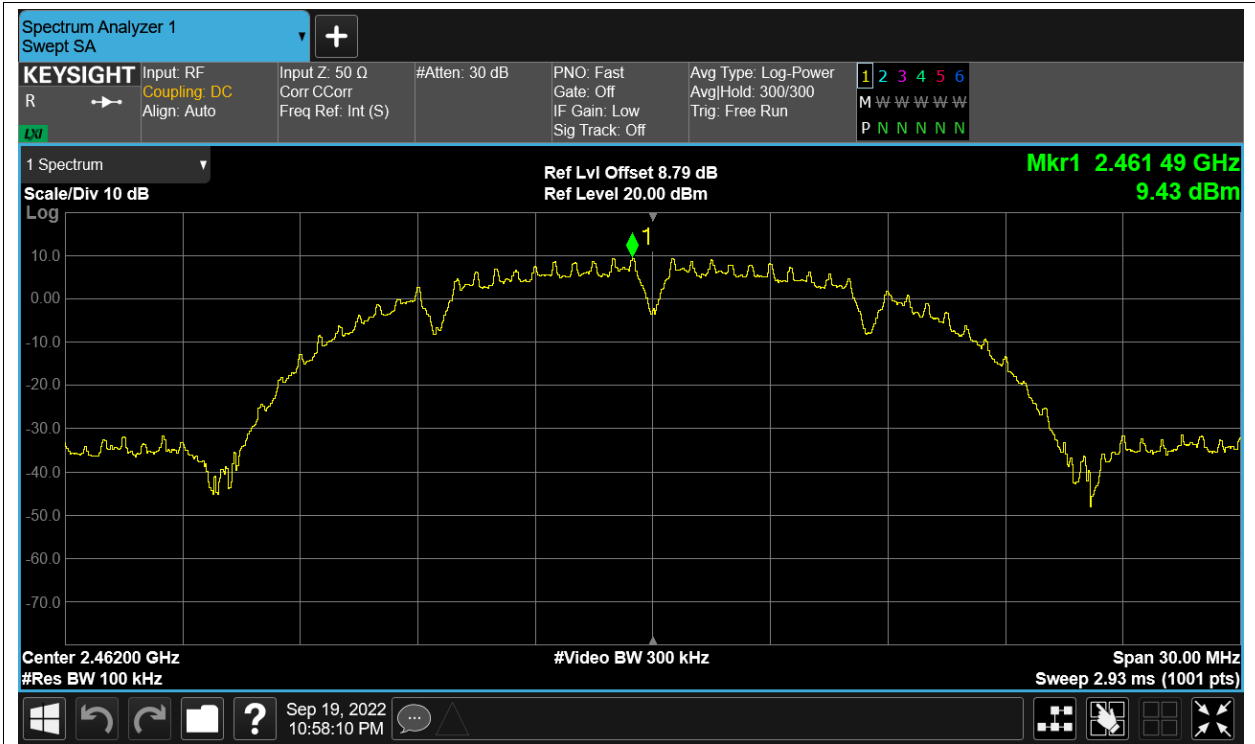 Spectrum Analyzer 1
Swept SA
+
KEYSIGHT
R
LXI
Input: RF
Coupling: DC
Align: Auto
Input Z: 50 Ω
Corr CCorr
Freq Ref: Int (S)
#Atten: 30 dB
PNO: Fast
Gate: Off
IF Gain: Low
Sig Track: Off
Avg Type: Log-Power
Avg|Hold: 300/300
Trig: Free Run
1 2 3 4 5 6
M W W W W W
P N N N N N
1 Spectrum
Scale/Div 10 dB
Ref Lvl Offset 8.79 dB
Ref Level 20.00 dBm
Mkr1 2.461 49 GHz
9.43 dBm
Log
1
10.0
0.00
-10.0
-20.0
-30.0
-40.0
-50.0
-60.0
-70.0
Center 2.46200 GHz
#Video BW 300 kHz
Span 30.00 MHz
#Res BW 100 kHz
Sweep 2.93 ms (1001 pts)
?
Sep 19, 2022
10:58:10 PM